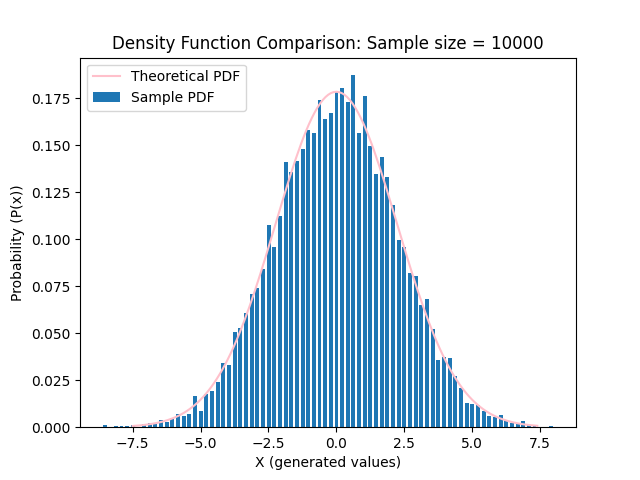 Density Function Comparison: Sample size = 10000
Theoretical PDF
Sample PDF
Probability (P(x))
0.175
0.150
0.125
0.100
0.075
0.050
0.025
0.000
−7.5 −5.0 −2.5 0.0 2.5 5.0 7.5
X (generated values)